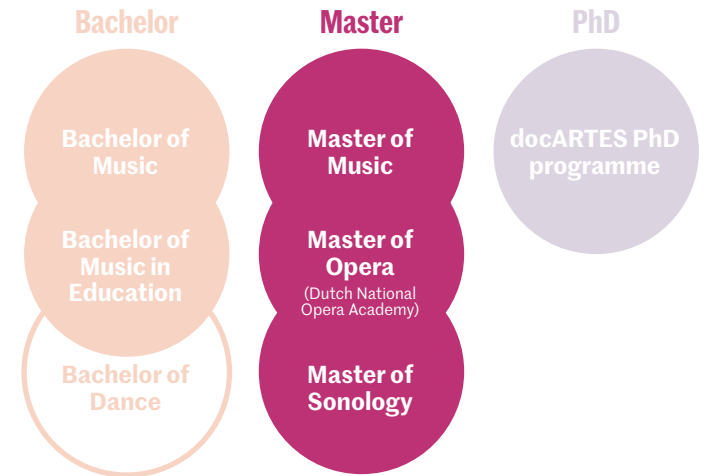 Bachelor
Bachelor of
Music
Bachelor of
Music in
Education
Bachelor of
Dance
Master
Master of
Music
Master of
Opera
(Dutch National
Opera Academy)
Master of
Sonology
PhD
docARTES PhD
programme